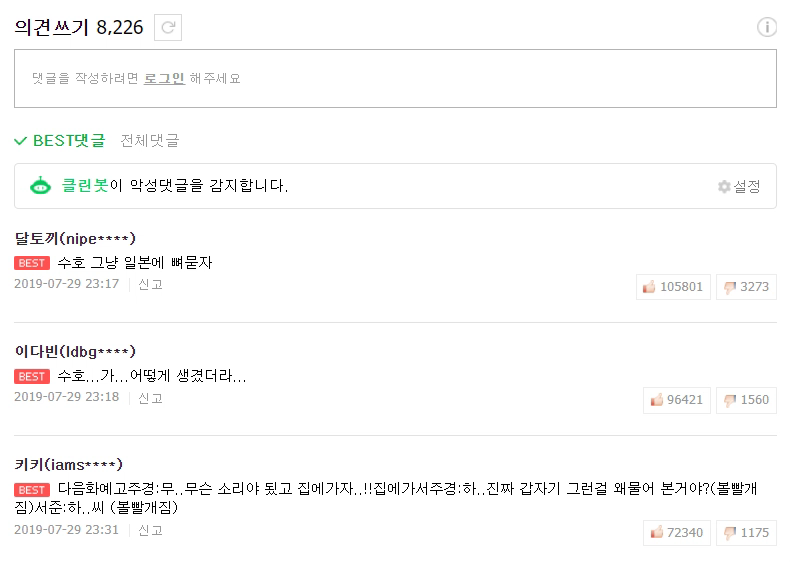 의견쓰기 8,226
댓글을 작성하려면 로그인 해주세요
BEST댓글 전체댓글
클린봇이 악성댓글을 감지합니다. 설정
달토끼(nipe****)
BEST 수호 그냥 일본에 뼈묻자
2019-07-29 23:17 신고 105801 3273
이다빈(ldbg****)
BEST 수호...가...어떻게 생겼더라...
2019-07-29 23:18 신고 96421 1560
키키(iams****)
BEST 다음화예고주경:무..무슨 소리야 됬고 집에가자..!!집에가서주경:하..진짜 갑자기 그런걸 왜물어 본거야?(볼빨개
짐)서준:하..씨 (볼빨개짐)
2019-07-29 23:31 신고 72340 1175